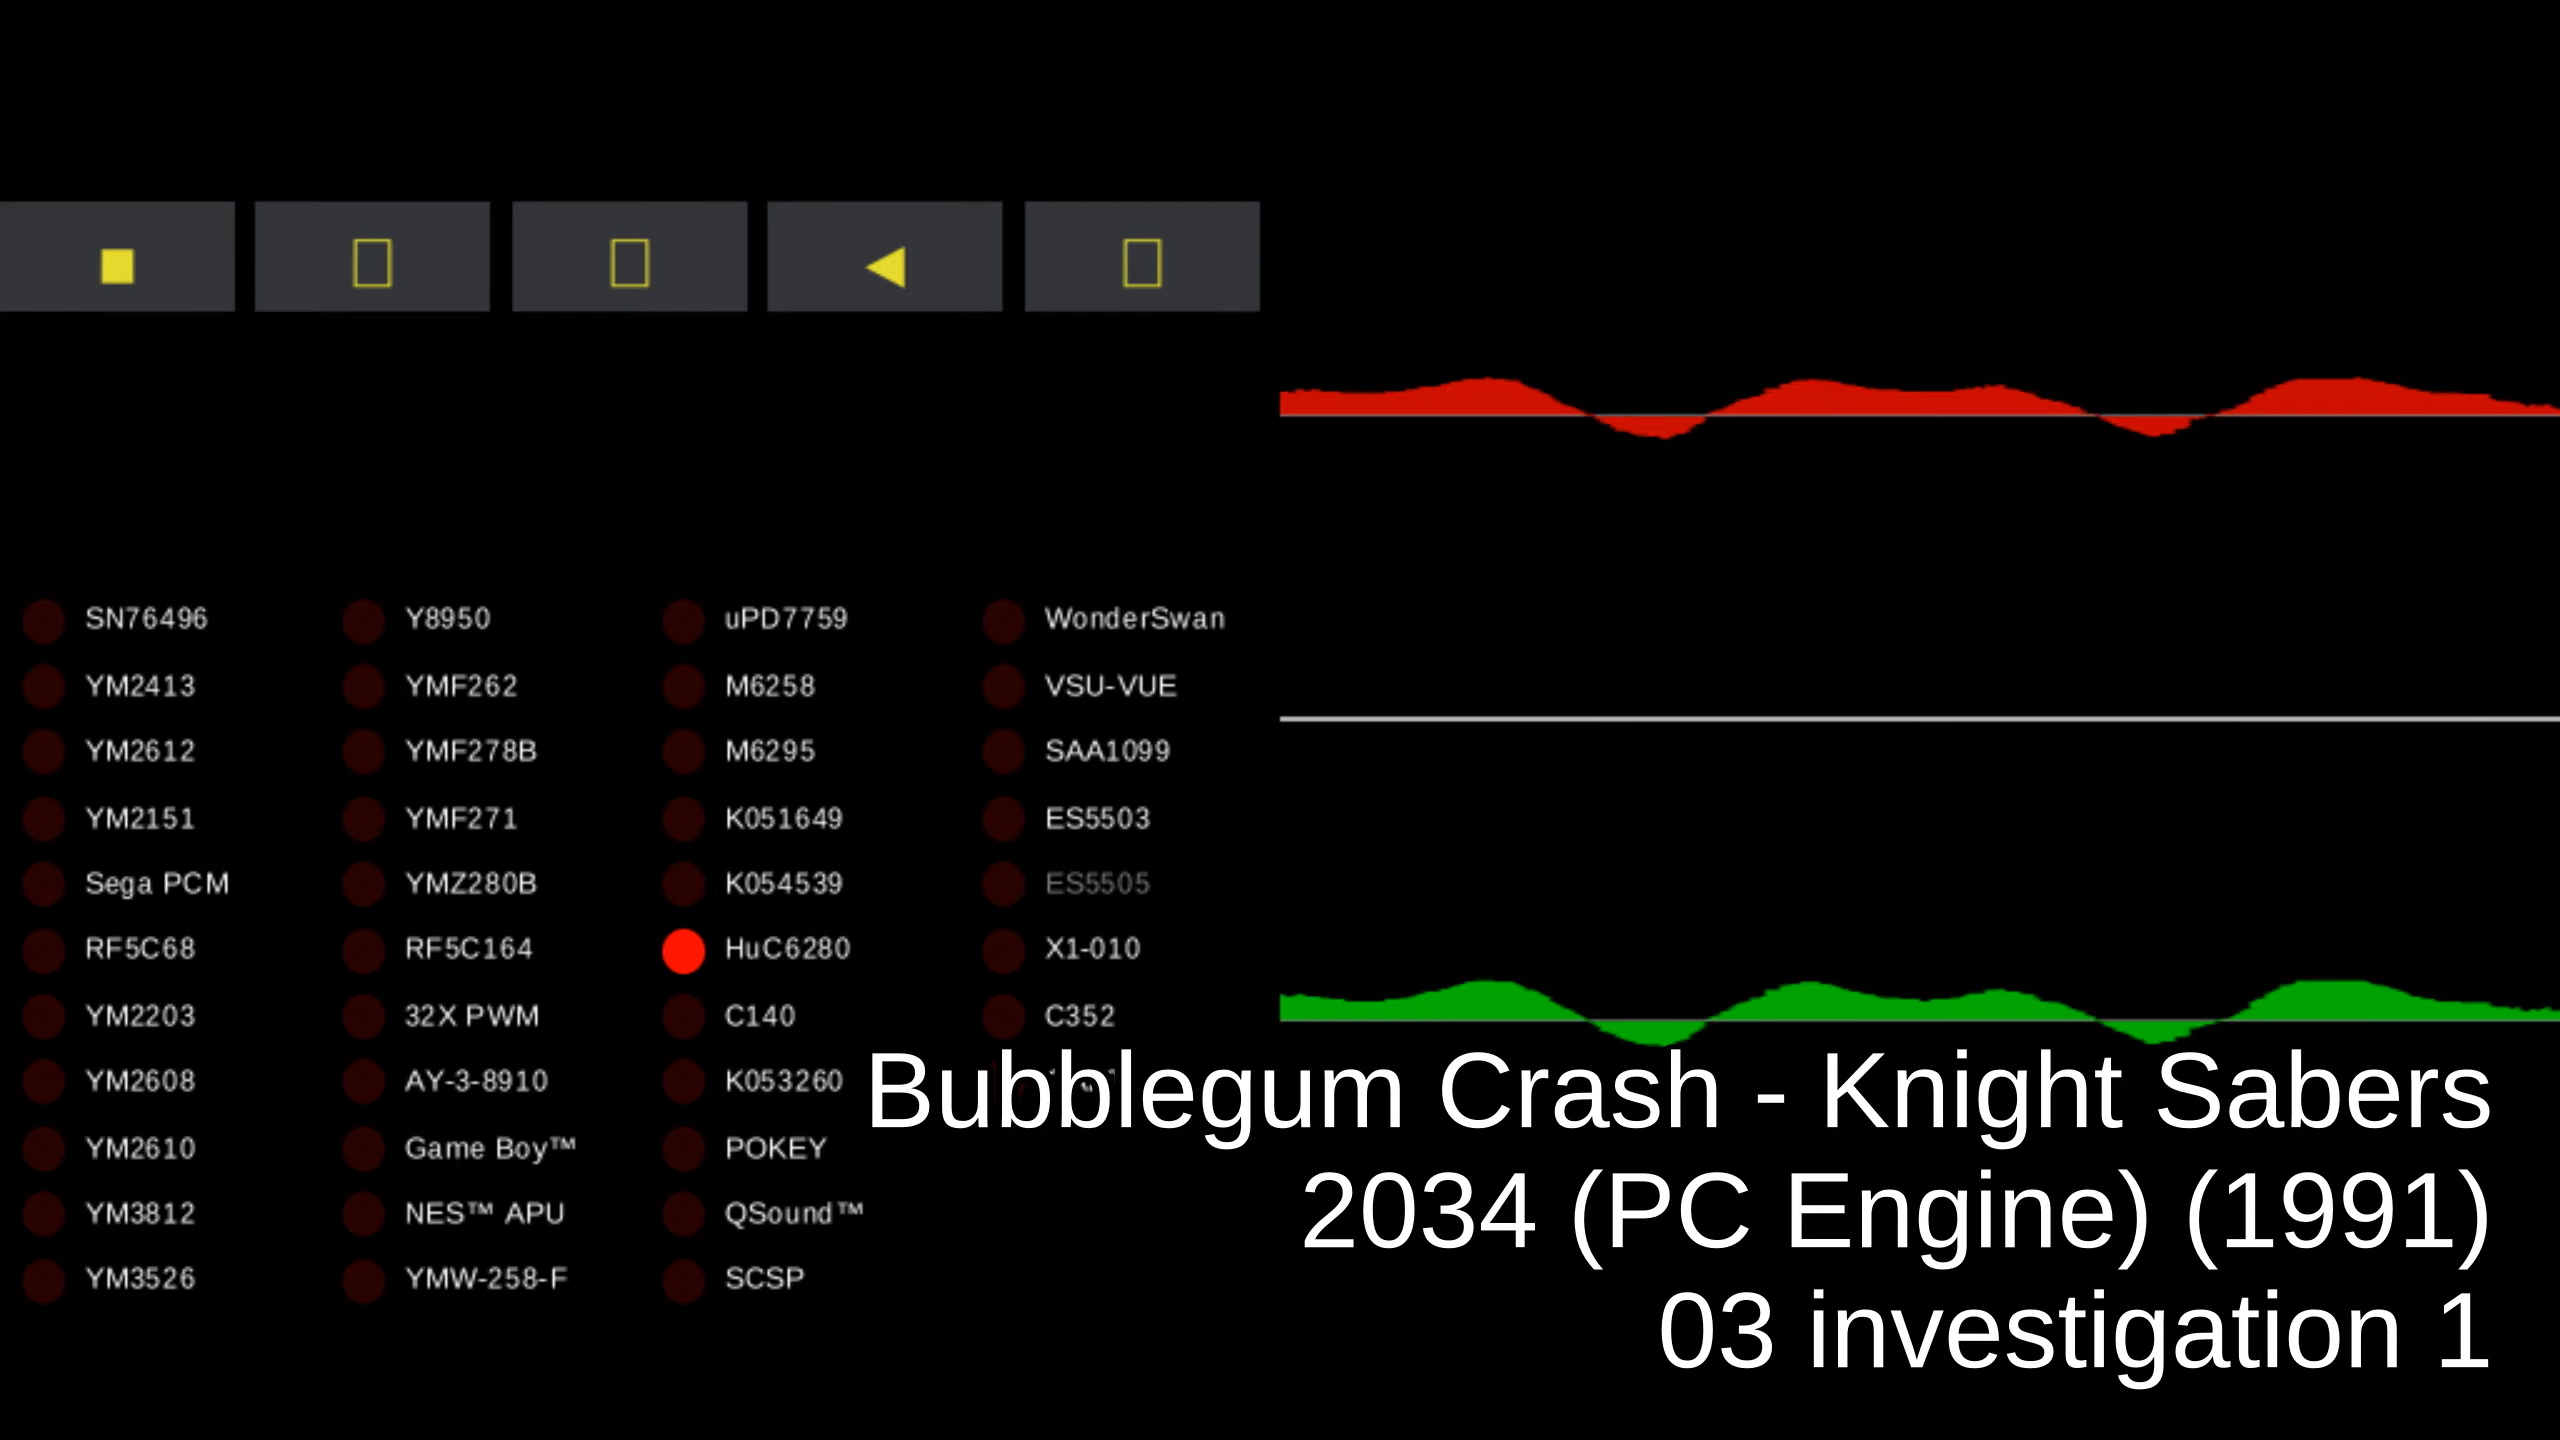 SN76496 Y8950 uPD7759 WonderSwan
YM2413 YMF262 M6258 VSU-VUE
YM2612 YMF278B M6295 SAA1099
YM2151 YMF271 K051649 ES5503
Sega PCM YMZ280B K054539 ES5505
RF5C68 RF5C164 HuC6280 X1-010
YM2203 32X PWM C140 C352
YM2608 AY-3-8910 K053260
YM2610 Game Boy™ POKEY
YM3812 NES™ APU QSound™
YM3526 YMW-258-F SCSP
Bubblegum Crash - Knight Sabers
2034 (PC Engine) (1991)
03 investigation 1